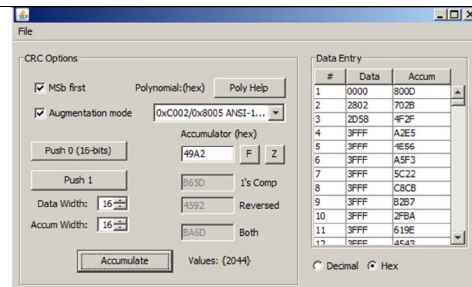 File
CRC Options
MSb first
Polynomial:(hex)
Poly Help
Augmentation mode
0xC002/0x8005 ANSI-1...
Accumulator (hex)
Push 0 (16-bits)
49A2
F
Z
Push 1
B65D
1's Comp
Data Width:
16
4592
Reversed
Accum Width:
16
BA6D
Both
Accumulate
Values: {2044}
Data Entry
# Data Accum
1 0000 800D
2 2802 702B
3 2D58 4F2F
4 3FFF A2E5
5 3FFF 4E56
6 3FFF A5F3
7 3FFF 5C22
8 3FFF C8CB
9 3FFF B2B7
10 3FFF 2FBA
11 3FFF 619E
12 3FFF 4543
Decimal
Hex